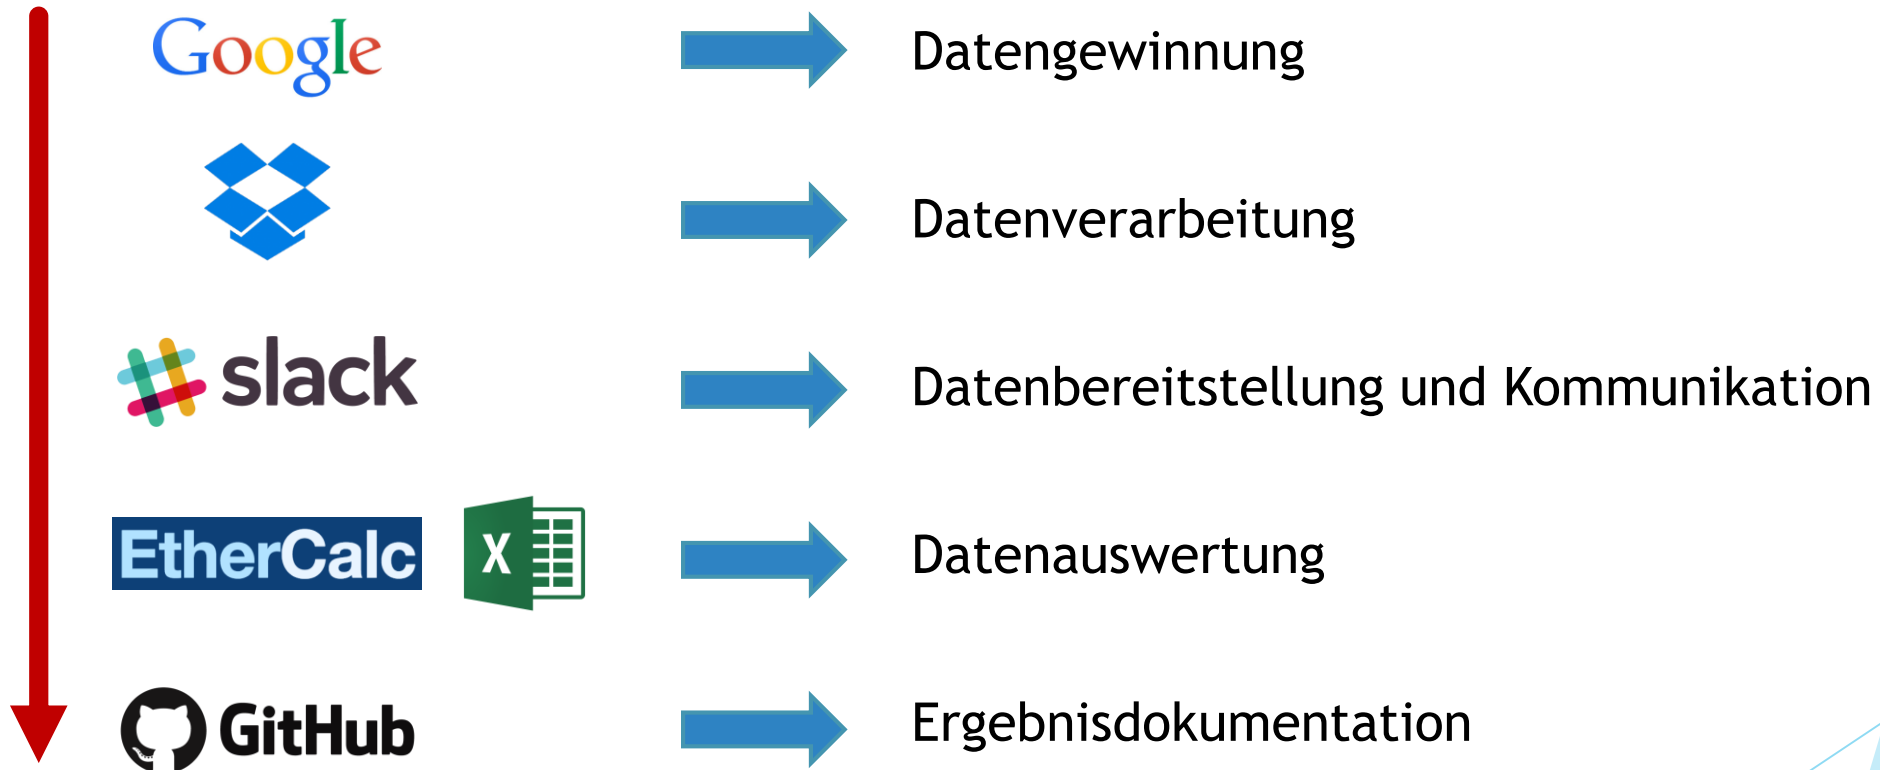 Google
Datengewinnung
Datenverarbeitung
slack
Datenbereitstellung und Kommunikation
EtherCalc
X
Datenauswertung
GitHub
Ergebnisdokumentation